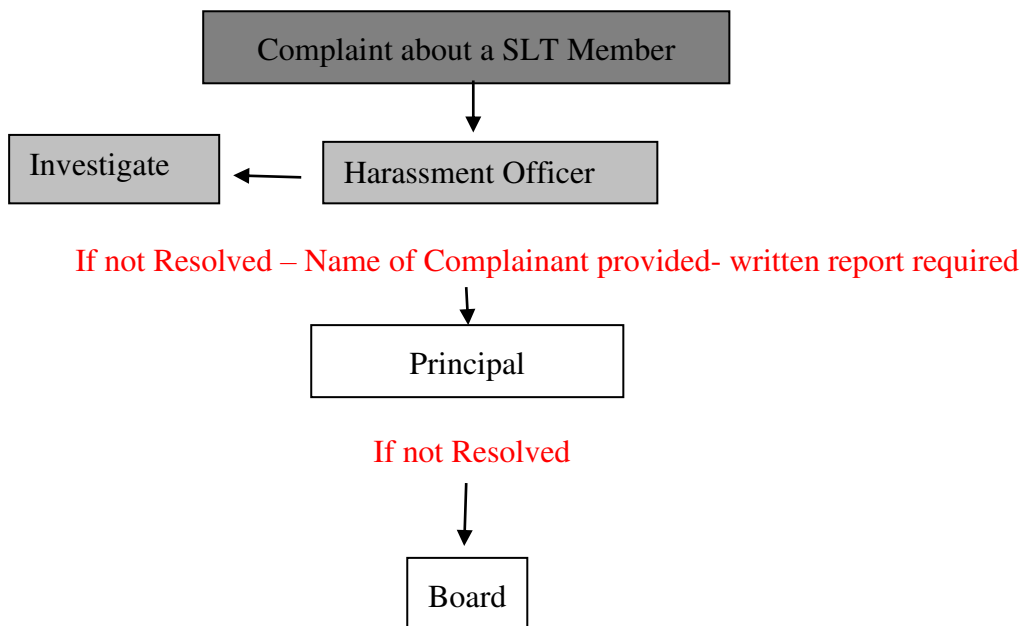 Complaint about a SLT Member
Investigate
Harassment Officer
If not Resolved – Name of Complainant provided- written report required
Principal
If not Resolved
Board